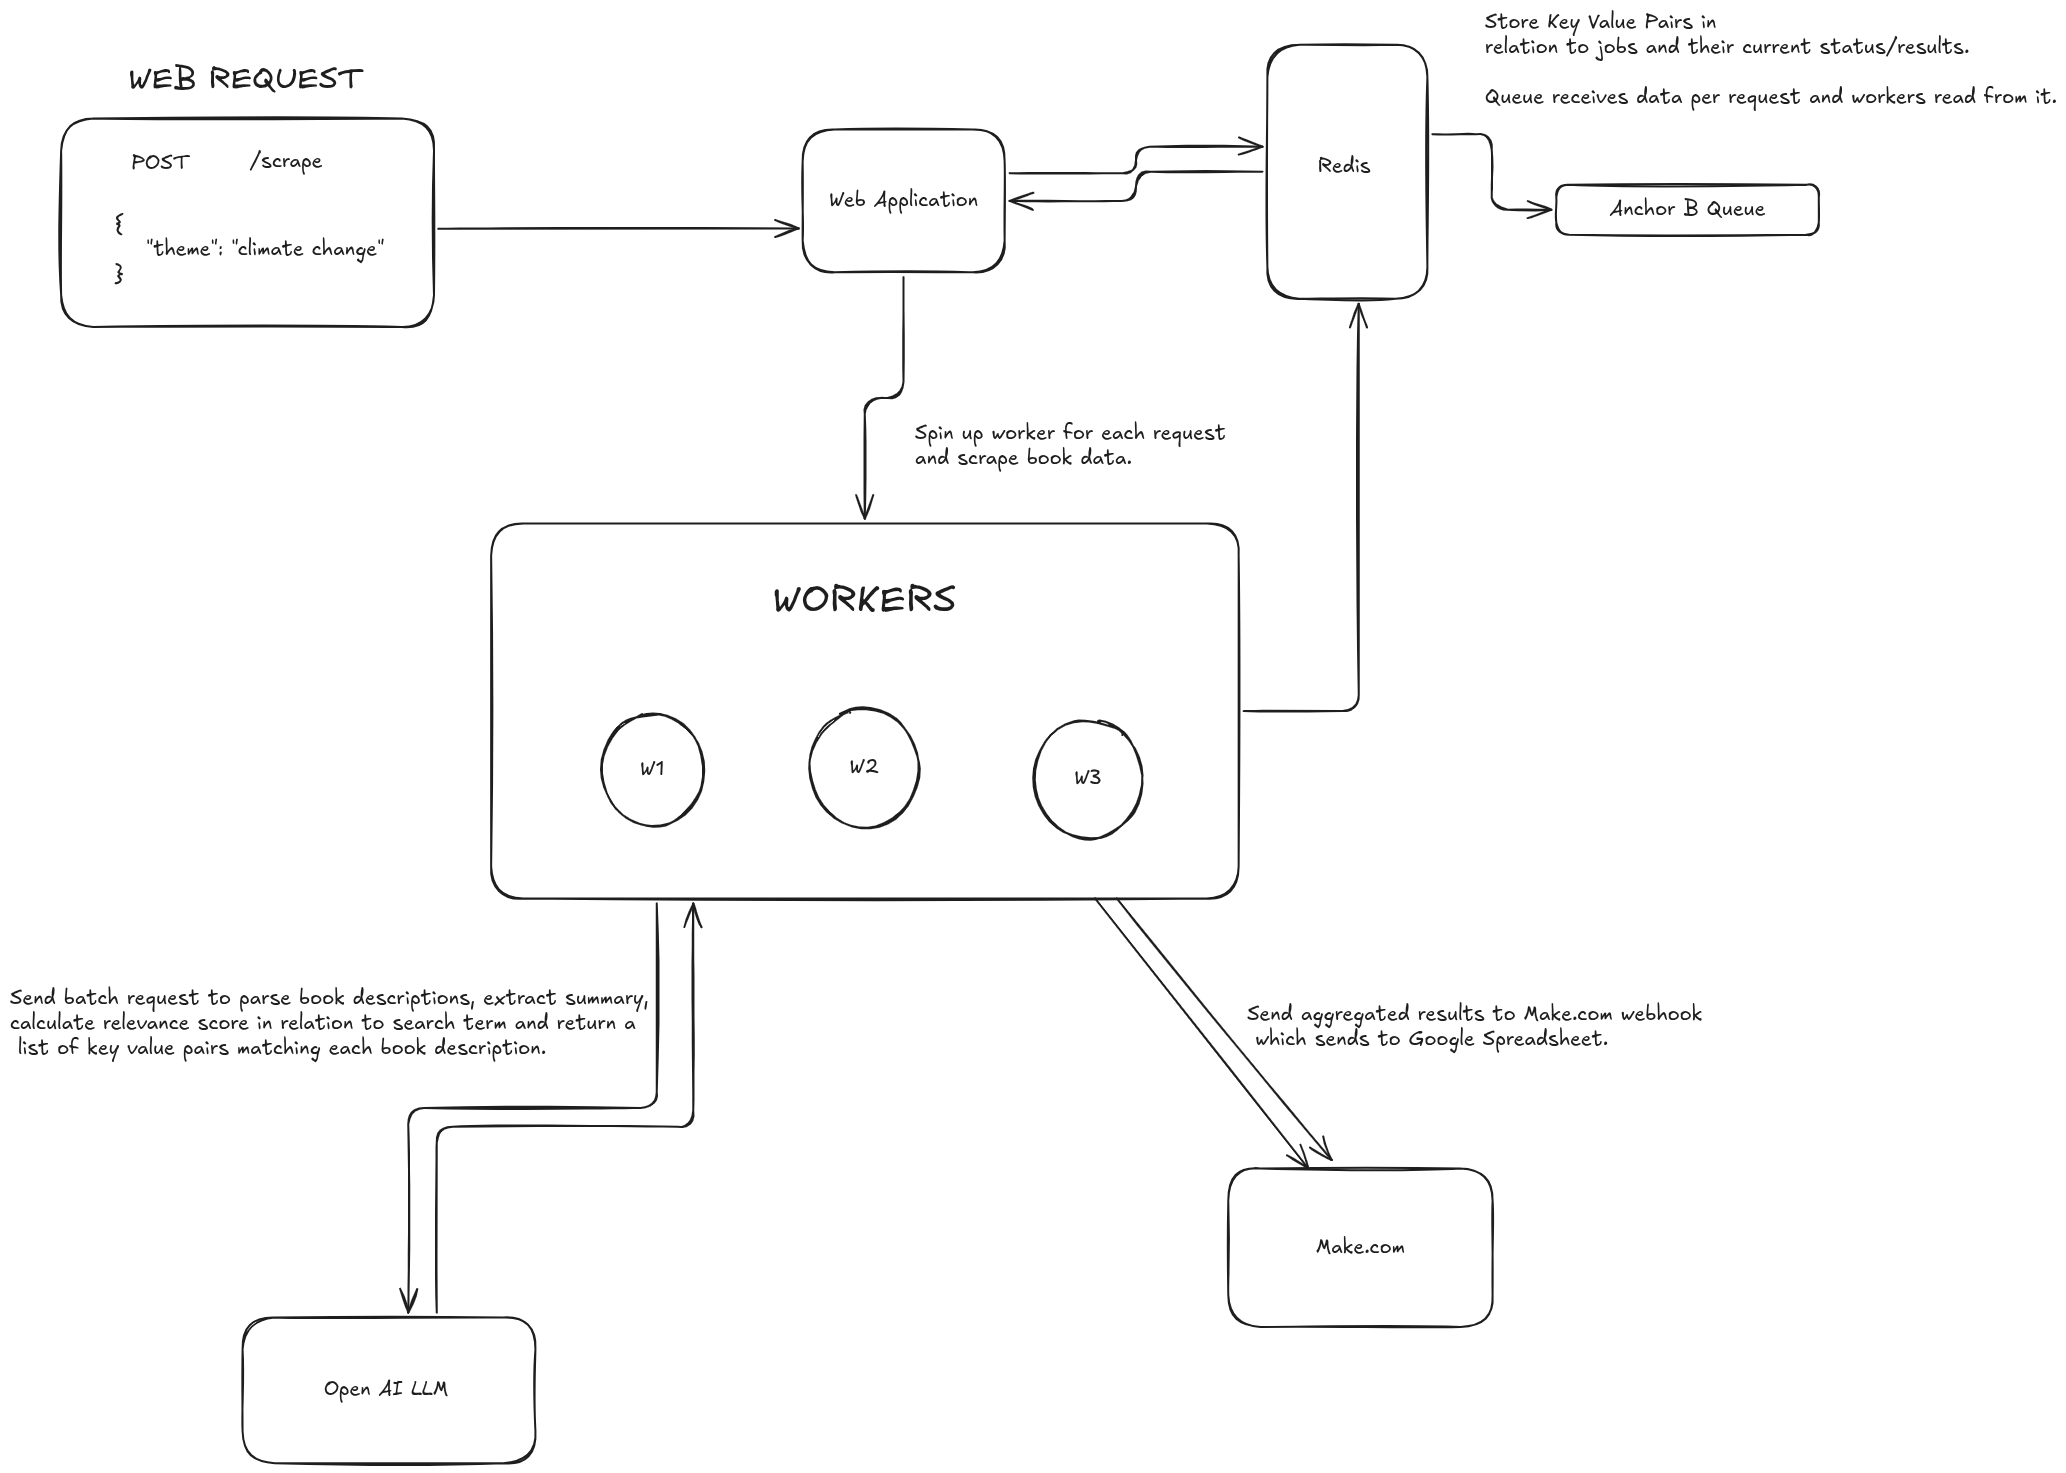 Store Key Value Pairs in
relation to jobs and their current status/results.
Queue receives data per request and workers read from it.
WEB REQUEST
POST /scrape
{
"theme": "climate change"
}
Web Application
Redis
Anchor B Queue
Spin up worker for each request
and scrape book data.
WORKERS
W1
W2
W3
Send batch request to parse book descriptions, extract summary,
calculate relevance score in relation to search term and return a
list of key value pairs matching each book description.
Send aggregated results to Make.com webhook
which sends to Google Spreadsheet.
Make.com
Open AI LLM